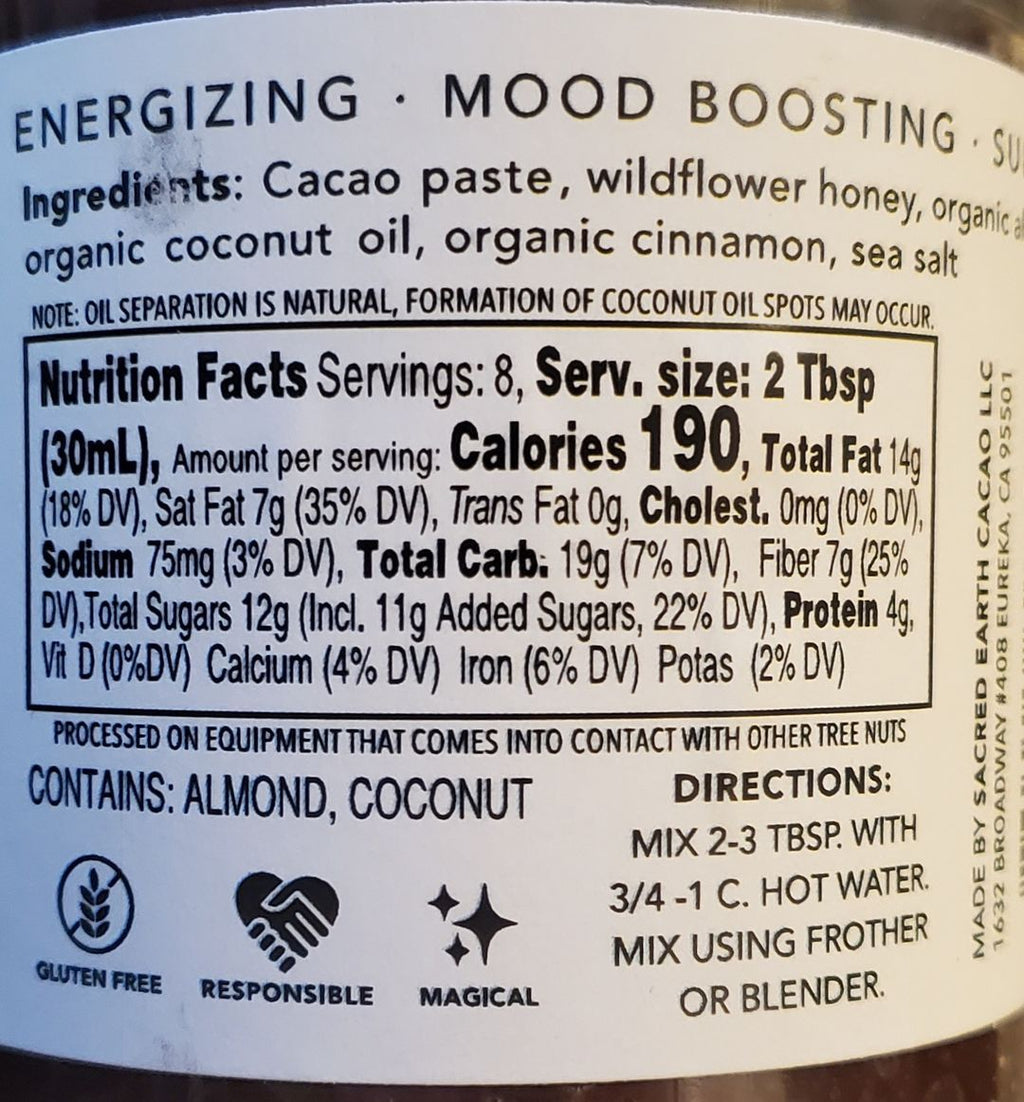 ENERGIZING · MOOD BOOSTING ·
Ingredients: Cacao paste, wildflower honey, organic
organic coconut oil, organic cinnamon, sea salt
NOTE: OIL SEPARATION IS NATURAL, FORMATION OF COCONUT OIL SPOTS MAY OCCUR.
Nutrition Facts Servings: 8, Serv. size: 2 Tbsp
(30mL), Amount per serving: Calories 190, Total Fat 14g
(18% DV), Sat Fat 7g (35% DV), Trans Fat 0g, Cholest. 0mg (0% DV),
Sodium 75mg (3% DV), Total Carb: 19g (7% DV), Fiber 7g (25%
DV),Total Sugars 12g (Incl. 11g Added Sugars, 22% DV), Protein 4g,
Vit D (0%DV) Calcium (4% DV) Iron (6% DV) Potas (2% DV)
PROCESSED ON EQUIPMENT THAT COMES INTO CONTACT WITH OTHER TREE NUTS
CONTAINS: ALMOND, COCONUT
GLUTEN FREE
RESPONSIBLE
MAGICAL
DIRECTIONS:
MIX 2-3 TBSP. WITH
3/4 -1 C. HOT WATER.
MIX USING FROTHER
OR BLENDER.
MADE BY SACRED EARTH CACAO LLC
1632 BROADWAY #408 EUREKA, CA 95501